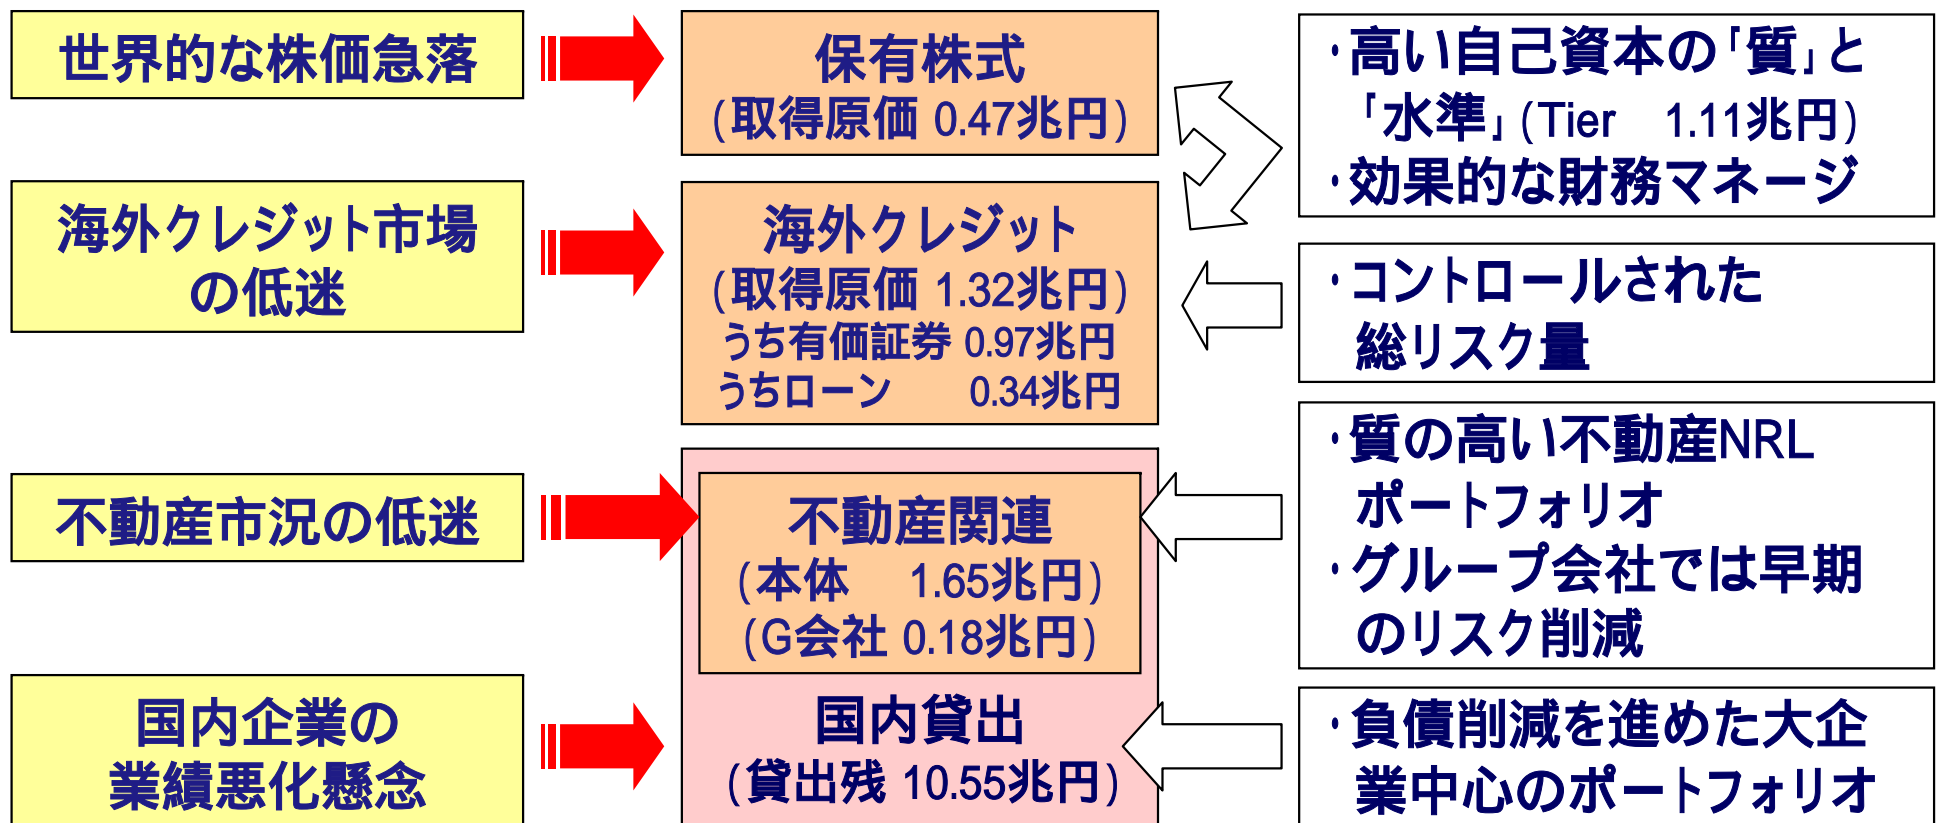 世界的な株価急落
保有株式
(取得原価 0.47兆円)
・高い自己資本の「質」と
「水準」(Tier 1.11兆円)
・効果的な財務マネージ
海外クレジット市場
の低迷
海外クレジット
(取得原価 1.32兆円)
うち有価証券 0.97兆円
うちローン 0.34兆円
・コントロールされた
総リスク量
不動産市況の低迷
不動産関連
(本体 1.65兆円)
(G会社 0.18兆円)
・質の高い不動産NRL
ポートフォリオ
・グループ会社では早期
のリスク削減
国内企業の
業績悪化懸念
国内貸出
(貸出残 10.55兆円)
・負債削減を進めた大企
業中心のポートフォリオ